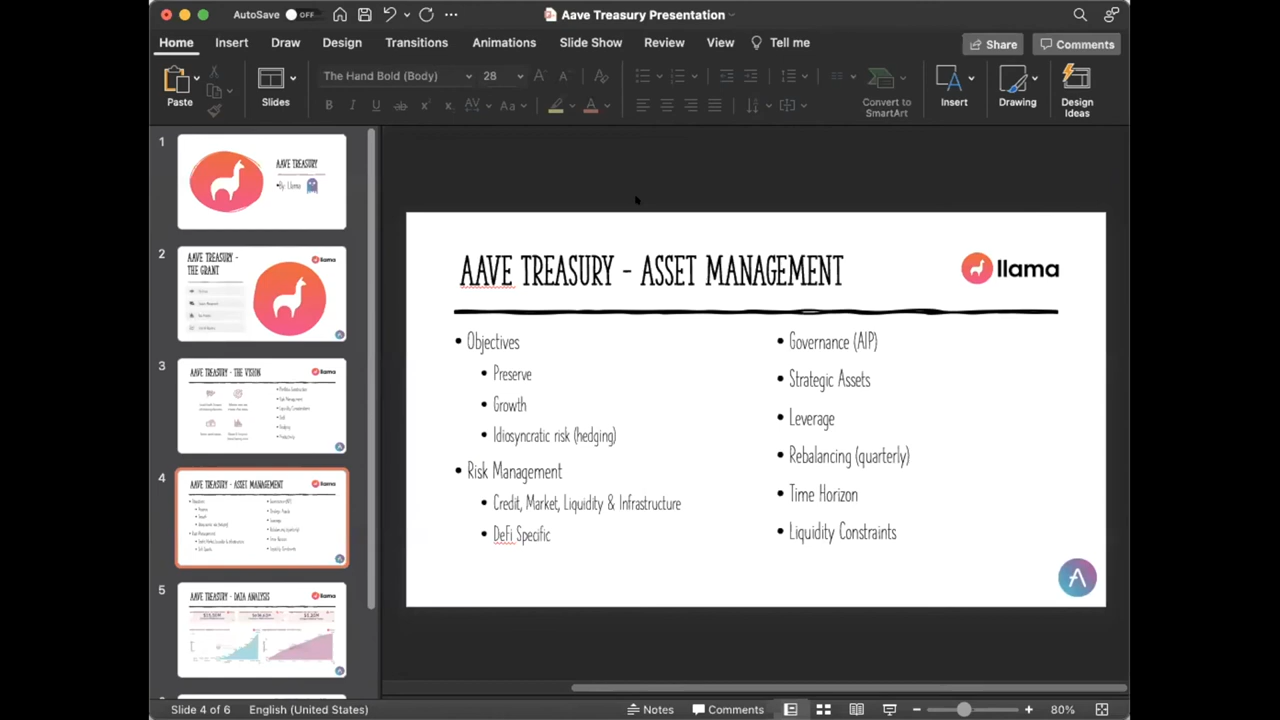 AutoSave OFF
Aave Treasury Presentation
Home Insert Draw Design Transitions Animations Slide Show Review View Tell me
Share Comments
Paste
Slides
The Hand Bold (Body) 28
Convert to SmartArt
Insert
Drawing
Design Ideas
1
AAVE TREASURY
By Llama
2
AAVE TREASURY - THE GRANT
llama
3
AAVE TREASURY - THE VISION
llama
4
AAVE TREASURY - ASSET MANAGEMENT
llama
5
AAVE TREASURY - DATA ANALYSIS
AAVE TREASURY - ASSET MANAGEMENT
llama
• Objectives
• Preserve
• Growth
• Idiosyncratic risk (hedging)
• Risk Management
• Credit, Market, Liquidity & Infrastructure
• DeFi Specific
• Governance (AIP)
• Strategic Assets
• Leverage
• Rebalancing (quarterly)
• Time Horizon
• Liquidity Constraints
Slide 4 of 6 English (United States) Notes Comments 80%